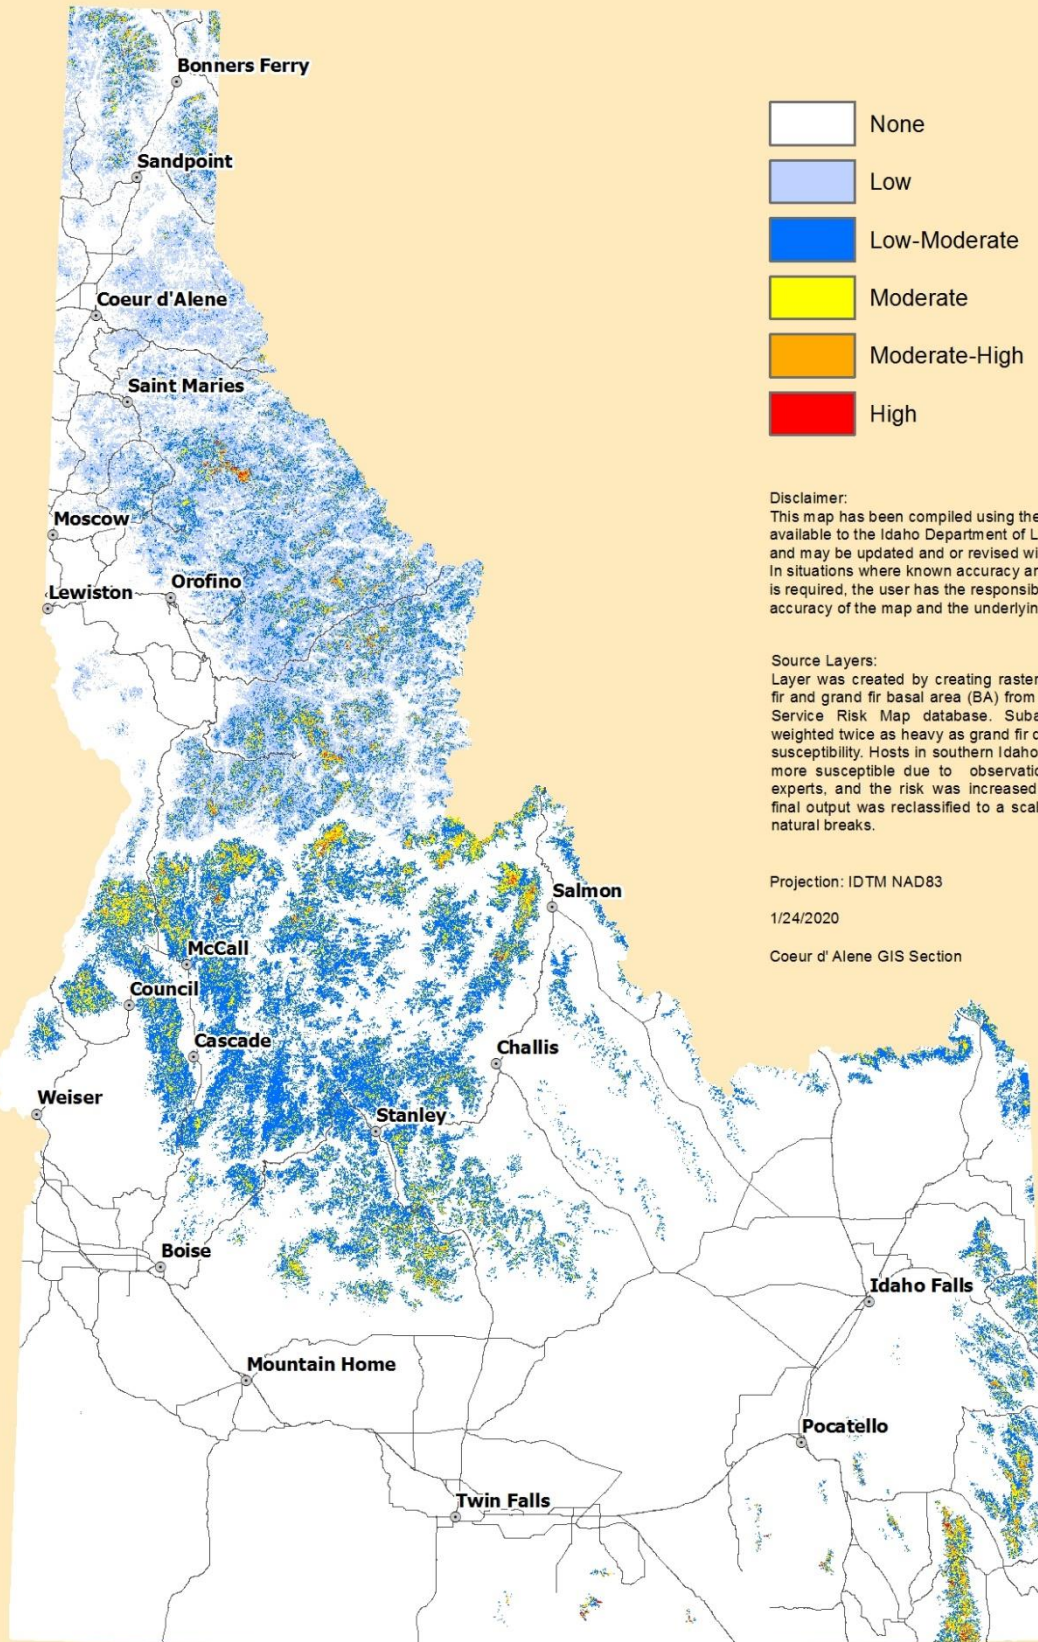 Bonners Ferry
Sandpoint
Coeur d'Alene
Saint Maries
Moscow
Orofino
Lewiston
Salmon
McCall
Council
Cascade
Challis
Weiser
Stanley
Boise
Idaho Falls
Mountain Home
Pocatello
Twin Falls
None
Low
Low-Moderate
Moderate
Moderate-High
High
Disclaimer:
This map has been compiled using the
available to the Idaho Department of L
and may be updated and or revised wi
In situations where known accuracy an
is required, the user has the responsib
accuracy of the map and the underlyin
Source Layers:
Layer was created by creating raster
fir and grand fir basal area (BA) from
Service Risk Map database. Suba
weighted twice as heavy as grand fir d
susceptibility. Hosts in southern Idaho
more susceptible due to observatio
experts, and the risk was increased
final output was reclassified to a scal
natural breaks.
Projection: IDTM NAD83
1/24/2020
Coeur d' Alene GIS Section